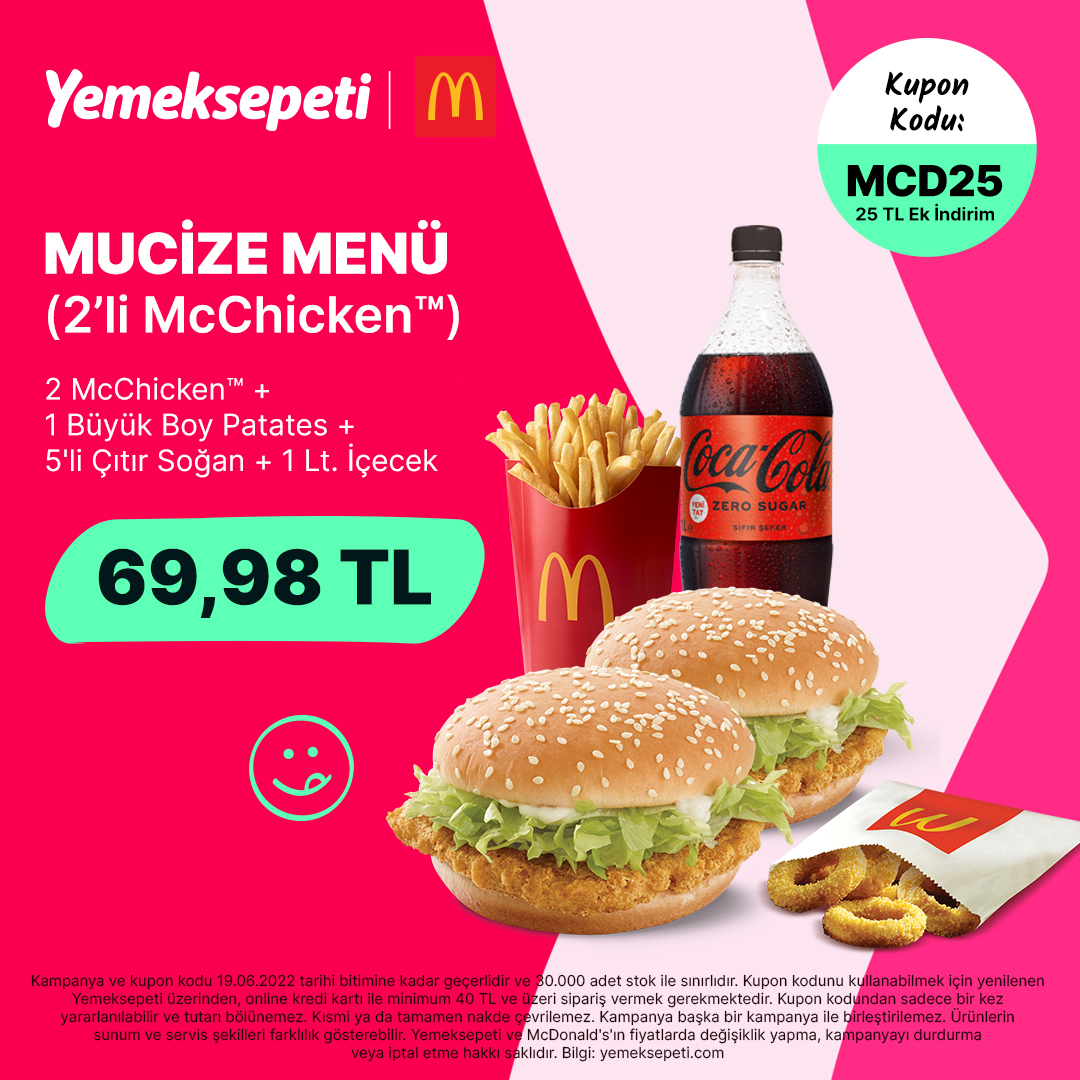 Yemeksepeti
Kupon
Kodu:
MCD25
25 TL Ek İndirim
MUCİZE MENÜ
(2’li McChicken™)
2 McChicken™ +
1 Büyük Boy Patates +
5'li Çıtır Soğan + 1 Lt. İçecek
69,98 TL
Coca-Cola
YENİ
TAT
ZERO SUGAR
SIFIR ŞEKER
Kampanya ve kupon kodu 19.06.2022 tarihi bitimine kadar geçerlidir ve 30.000 adet stok ile sınırlıdır. Kupon kodunu kullanabilmek için yenilenen
Yemeksepeti üzerinden, online kredi kartı ile minimum 40 TL ve üzeri sipariş vermek gerekmektedir. Kupon kodundan sadece bir kez
yararlanılabilir ve tutarı bölünemez. Kısmi ya da tamamen nakde çevrilemez. Kampanya başka bir kampanya ile birleştirilemez. Ürünlerin
sunum ve servis şekilleri farklılık gösterebilir. Yemeksepeti ve McDonald's'ın fiyatlarda değişiklik yapma, kampanyayı durdurma
veya iptal etme hakkı saklıdır. Bilgi: yemeksepeti.com